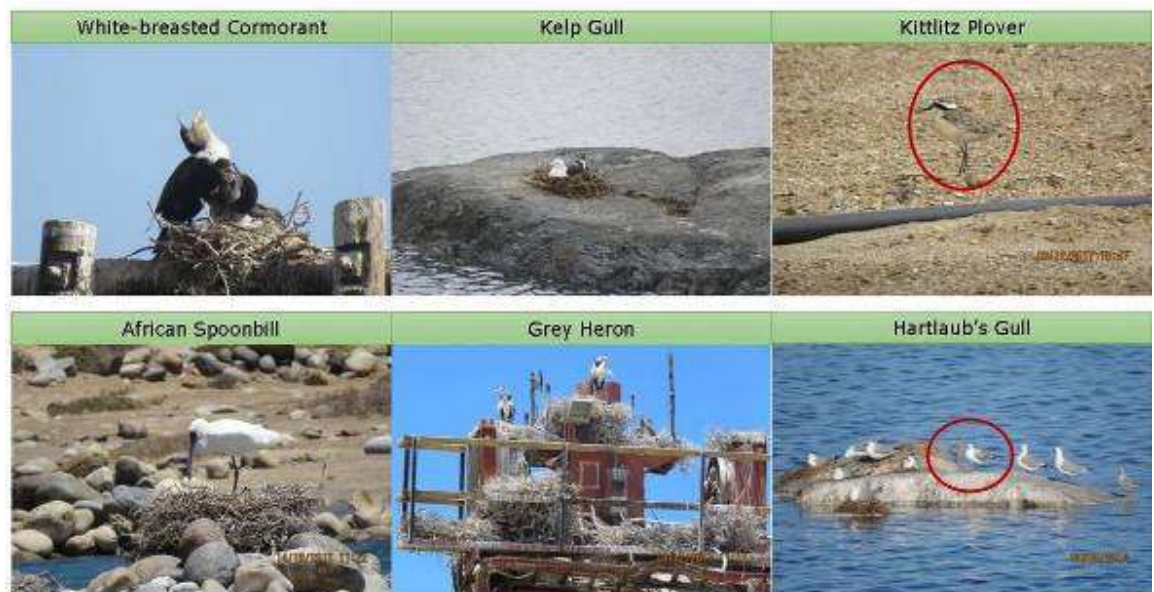 White-breasted Cormorant
Kelp Gull
Kittlitz Plover
African Spoonbill
Grey Heron
Hartlaub's Gull